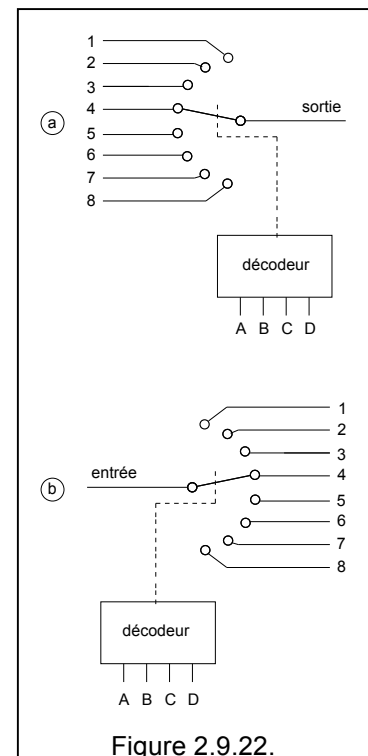 1
2
3
4
5
6
7
8
a
sortie
décodeur
A B C D
1
2
3
4
5
6
7
8
entrée
b
décodeur
A B C D
Figure 2.9.22.